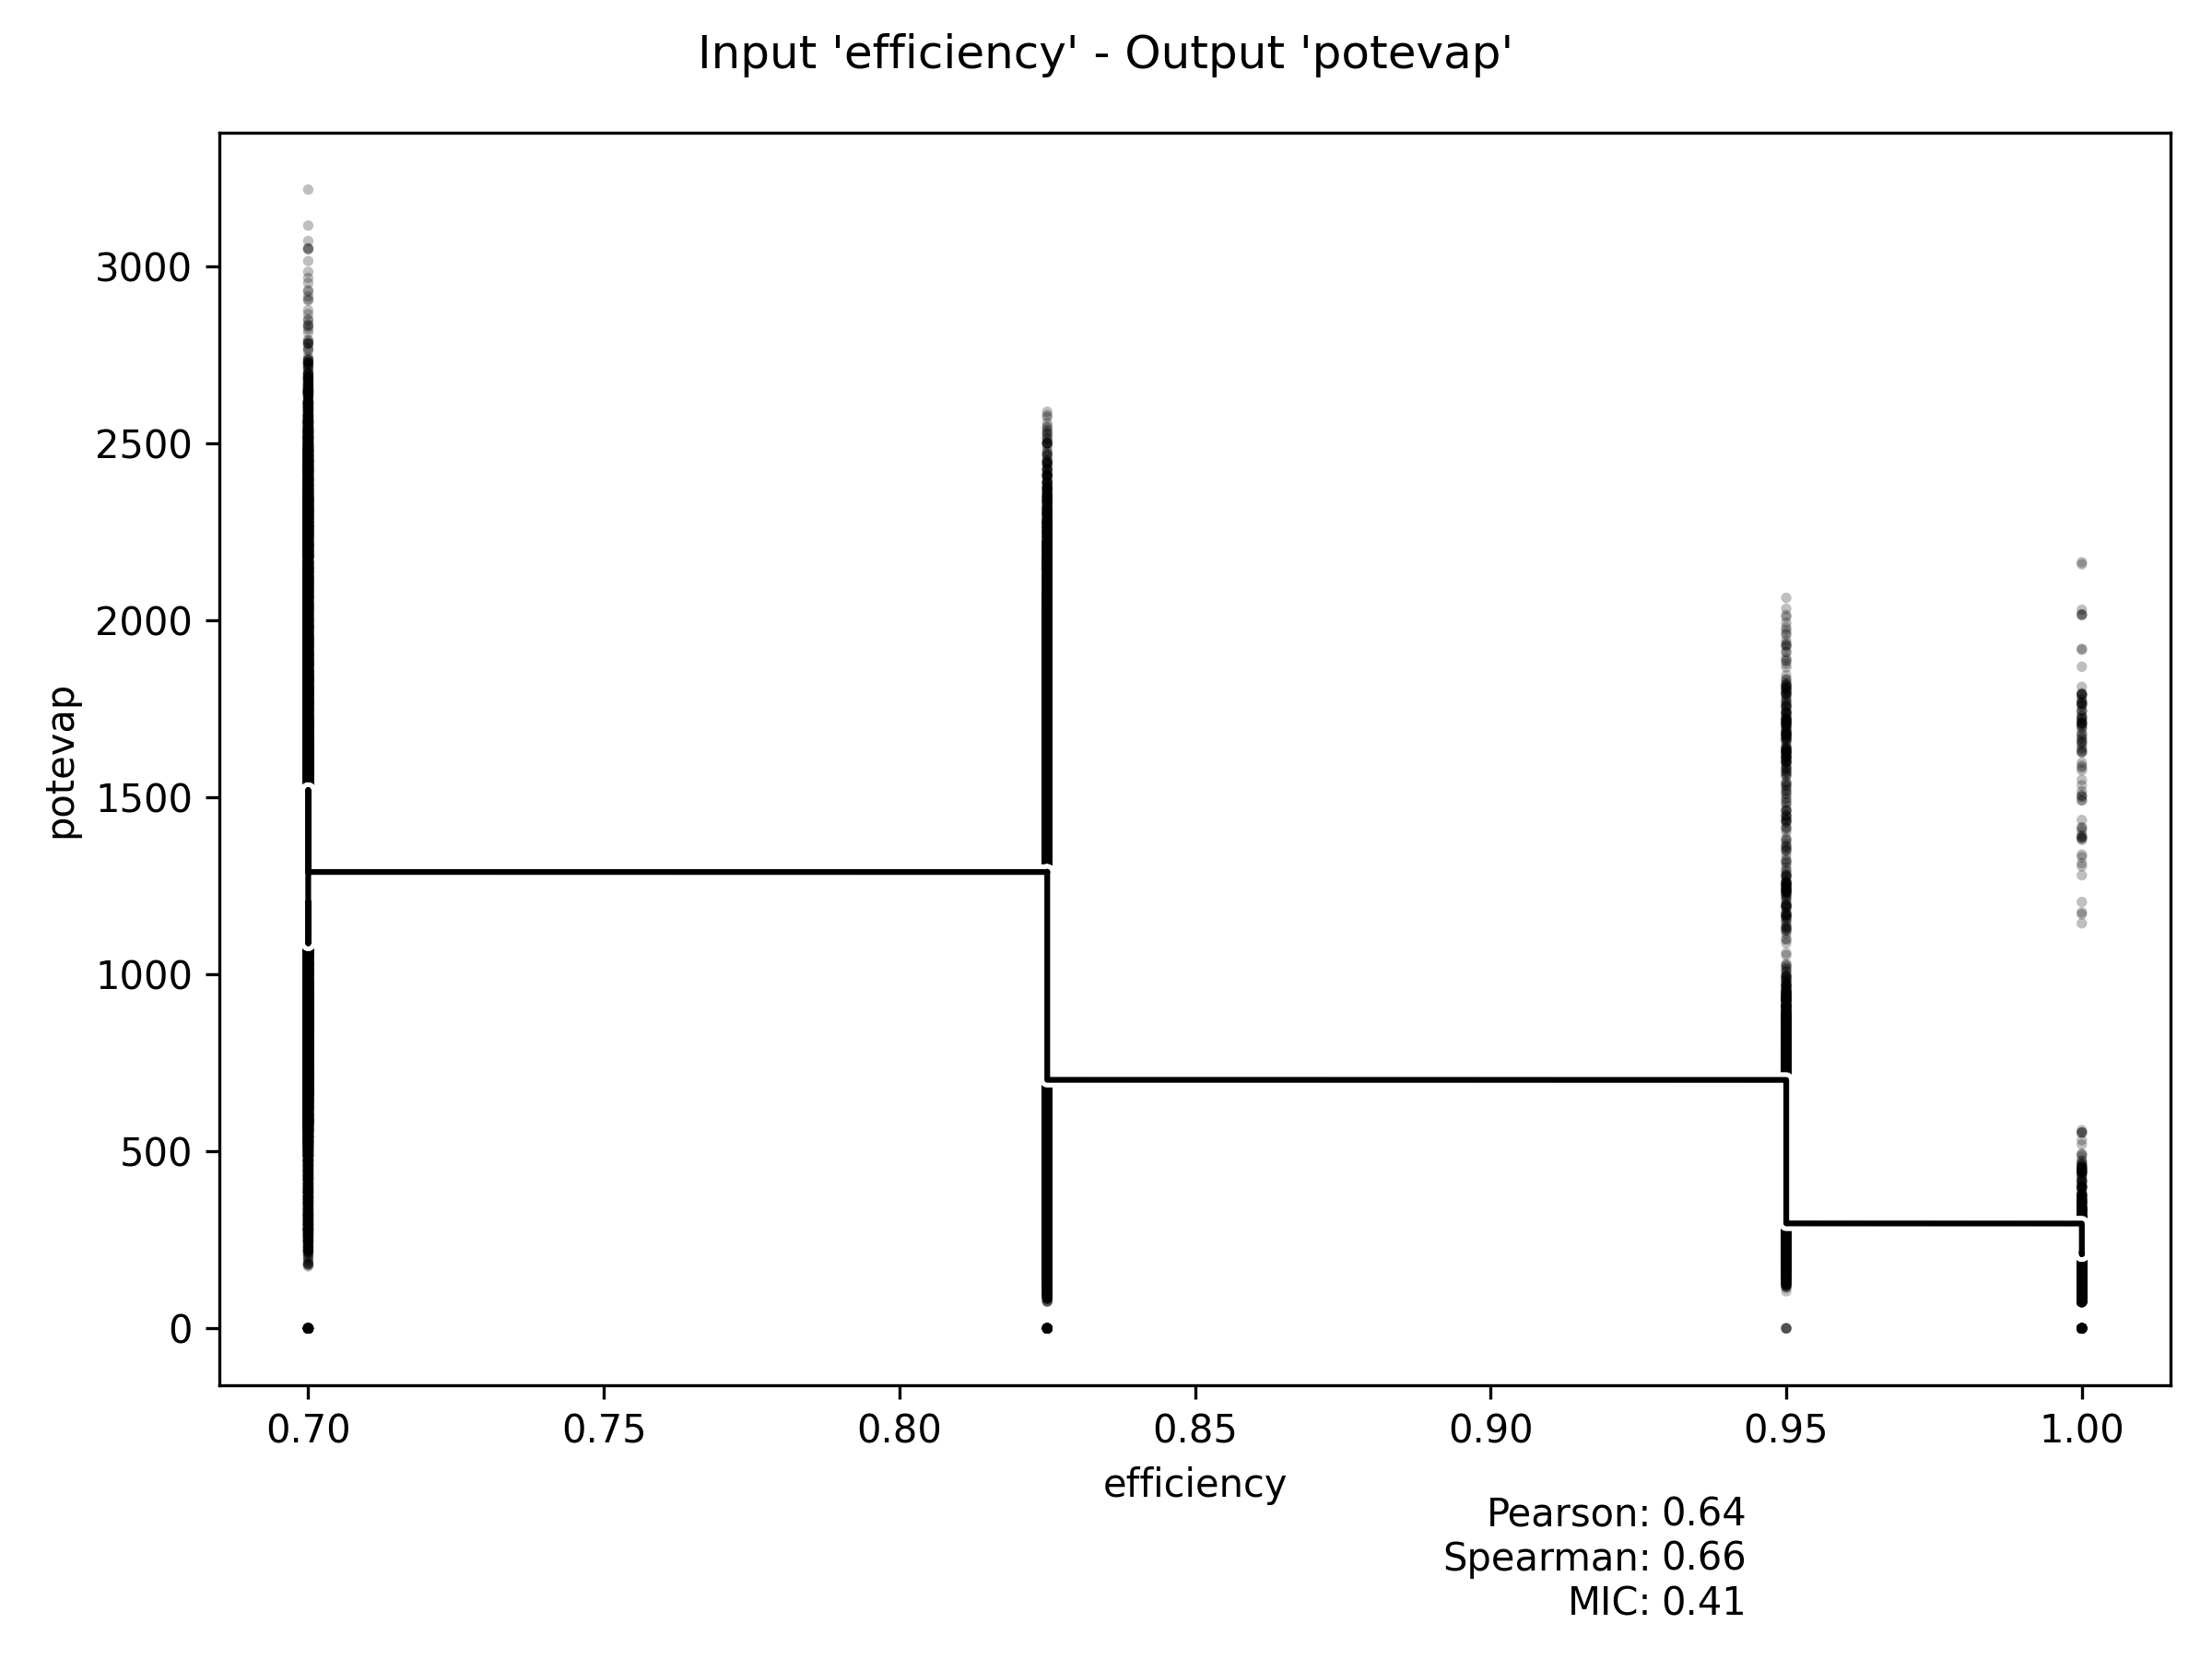 Input 'efficiency' - Output 'potevap'
potevap
3000
2500
2000
1500
1000
500
0
0.70 0.75 0.80 0.85 0.90 0.95 1.00
efficiency
Pearson: 0.64
Spearman: 0.66
MIC: 0.41